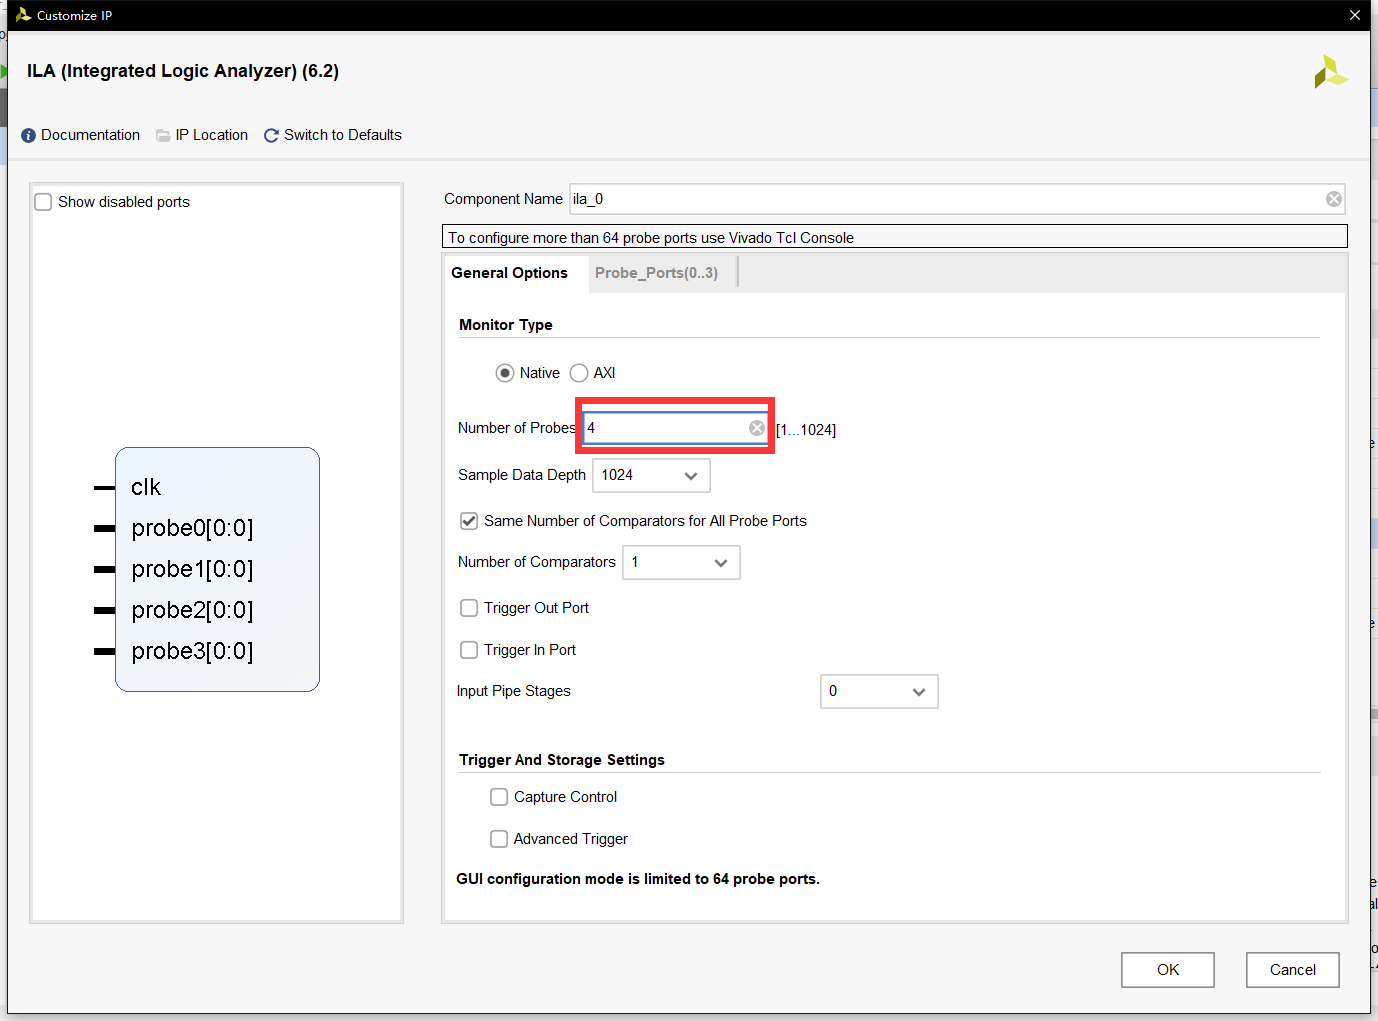 Customize IP
ILA (Integrated Logic Analyzer) (6.2)
Documentation IP Location Switch to Defaults
Show disabled ports
clk
probe0[0:0]
probe1[0:0]
probe2[0:0]
probe3[0:0]
Component Name ila_0
To configure more than 64 probe ports use Vivado Tcl Console
General Options Probe_Ports(0..3)
Monitor Type
Native AXI
Number of Probes 4 [1...1024]
Sample Data Depth 1024
Same Number of Comparators for All Probe Ports
Number of Comparators 1
Trigger Out Port
Trigger In Port
Input Pipe Stages 0
Trigger And Storage Settings
Capture Control
Advanced Trigger
GUI configuration mode is limited to 64 probe ports.
OK Cancel